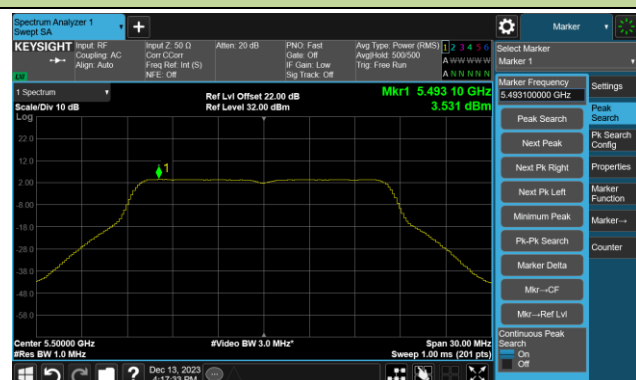 Spectrum Analyzer 1
Swept SA
+
Marker
KEYSIGHT
Input: RF
Coupling: AC
Align: Auto
Input Z: 50 Ω
Corr CCorr
Freq Ref: Int (S)
NFE: Off
Atten: 20 dB
PNO: Fast
Gate: Off
IF Gain: Low
Sig Track: Off
Avg Type: Power (RMS)
Avg|Hold: 500/500
Trig: Free Run
1 2 3 4 5 6
A W W W W W
A N N N N N
LM
Select Marker
Marker 1
1 Spectrum
Scale/Div 10 dB
Log
Ref Lvl Offset 22.00 dB
Ref Level 32.00 dBm
Mkr1 5.493 10 GHz
3.531 dBm
22.0
12.0
2.00
-8.00
-18.0
-28.0
-38.0
-48.0
-58.0
1
Center 5.50000 GHz
#Res BW 1.0 MHz
#Video BW 3.0 MHz*
Span 30.00 MHz
Sweep 1.00 ms (201 pts)
Marker Frequency
5.493100000 GHz
Peak Search
Next Peak
Next Pk Right
Next Pk Left
Minimum Peak
Pk-Pk Search
Marker Delta
Mkr→CF
Mkr→Ref Lvl
Continuous Peak
Search
On
Off
Settings
Peak
Search
Pk Search
Config
Properties
Marker
Function
Marker→
Counter
?
Dec 13, 2023
4:17:33 PM